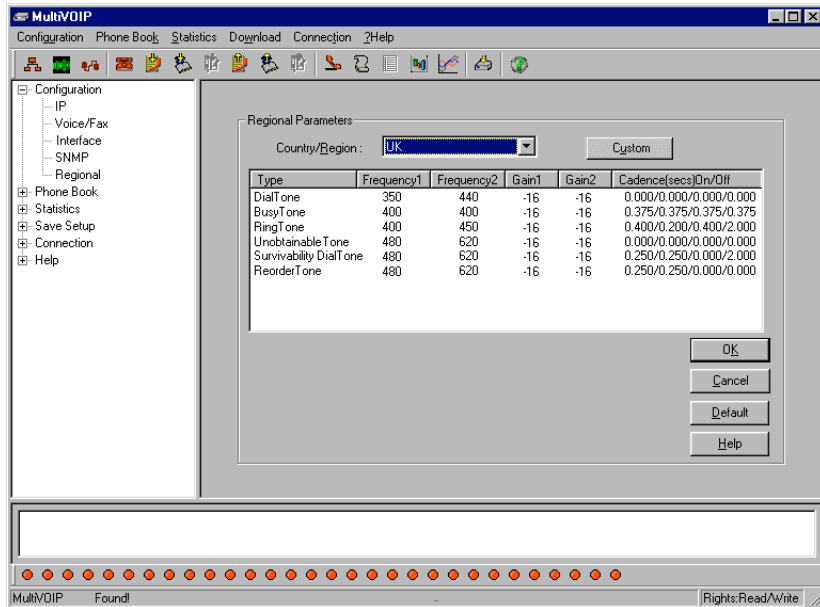 MultiVOIP
Configuration Phone Book Statistics Download Connection ?Help
Configuration
IP
Voice/Fax
Interface
SNMP
Regional
Phone Book
Statistics
Save Setup
Connection
Help
Regional Parameters
Country/Region : UK Custom
Type Frequency1 Frequency2 Gain1 Gain2 Cadence(secs)On/Off
DialTone 350 440 -16 -16 0.000/0.000/0.000/0.000
BusyTone 400 400 -16 -16 0.375/0.375/0.375/0.375
RingTone 400 450 -16 -16 0.400/0.200/0.400/2.000
Unobtainable Tone 480 620 -16 -16 0.000/0.000/0.000/0.000
Survivability DialTone 480 620 -16 -16 0.250/0.250/0.000/2.000
ReorderTone 480 620 -16 -16 0.250/0.250/0.000/0.000
OK
Cancel
Default
Help
MultiVOIP Found! Rights:Read/Write